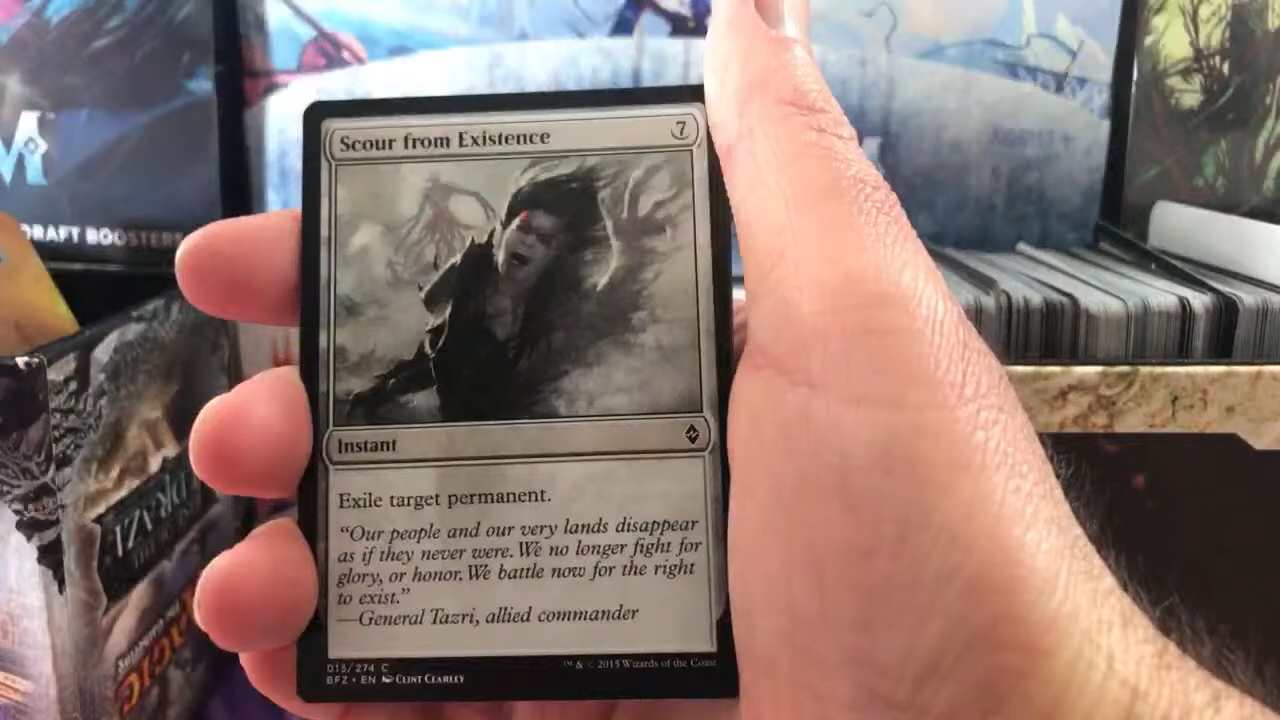 DRAFT BOOSTERS
Scour from Existence 7
Instant
Exile target permanent.
“Our people and our very lands disappear
as if they never were. We no longer fight for
glory, or honor. We battle now for the right
to exist.”
—General Tazri, allied commander
013/274 C
BFZ • EN CLINT CEARLEY
™ & © 2015 Wizards of the Coast